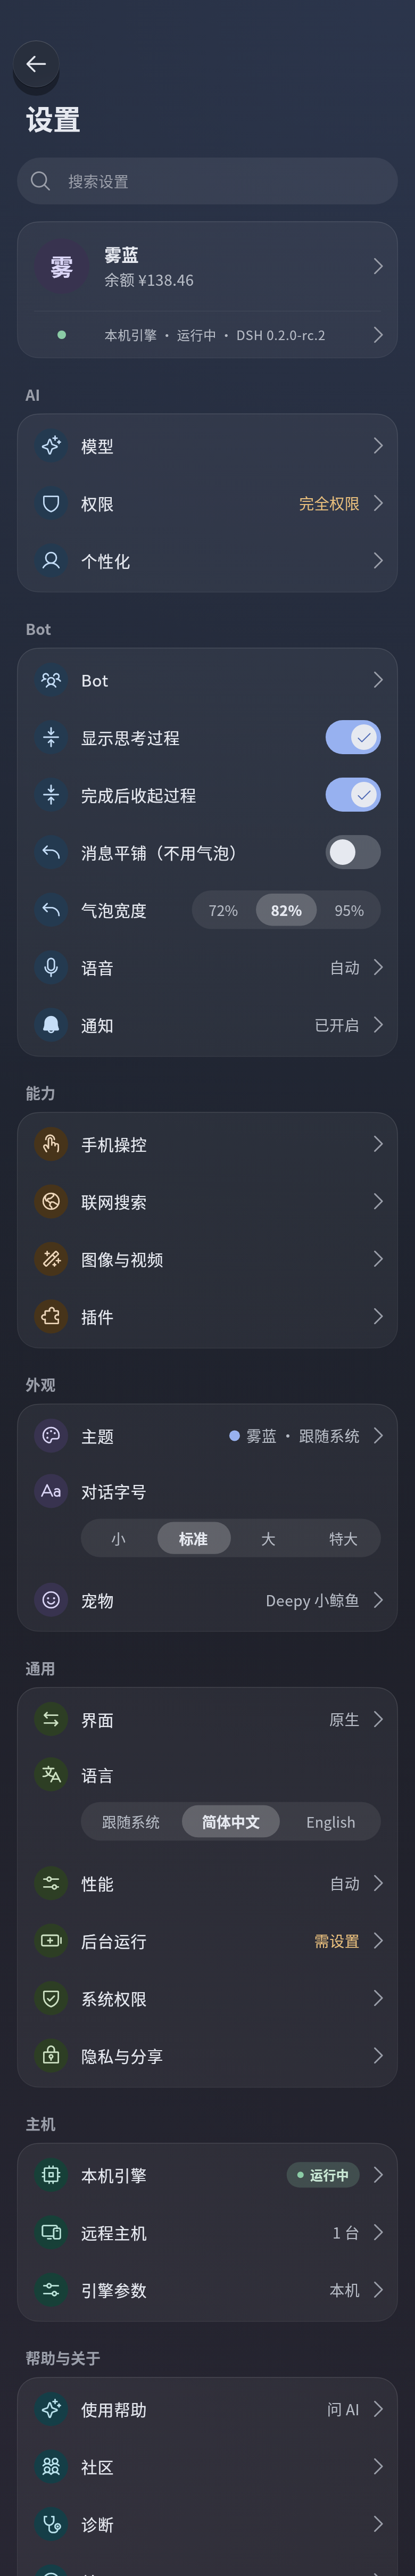 设置
搜索设置
雾
雾蓝
余额 ¥138.46
本机引擎 · 运行中 · DSH 0.2.0-rc.2
AI
模型
权限 完全权限
个性化
Bot
Bot
显示思考过程
完成后收起过程
消息平铺（不用气泡）
气泡宽度 72% 82% 95%
语音 自动
通知 已开启
能力
手机操控
联网搜索
图像与视频
插件
外观
主题 雾蓝 · 跟随系统
Aa 对话字号
小 标准 大 特大
宠物 Deepy 小鲸鱼
通用
界面 原生
语言
跟随系统 简体中文 English
性能 自动
后台运行 需设置
系统权限
隐私与分享
主机
本机引擎 运行中
远程主机 1 台
引擎参数 本机
帮助与关于
使用帮助 问 AI
社区
诊断